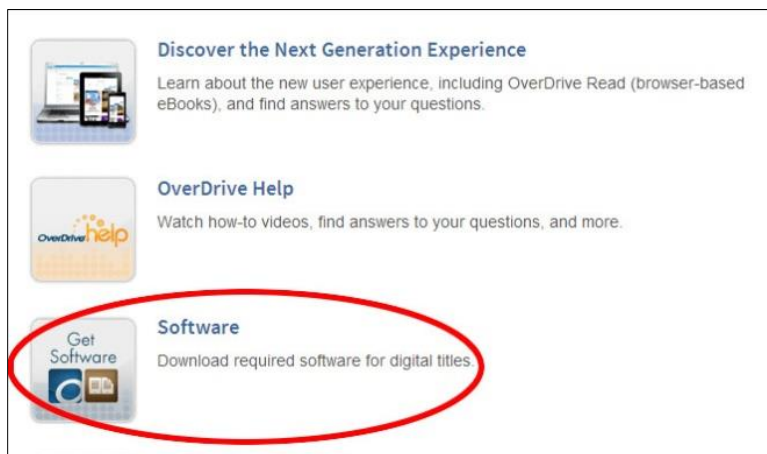 Discover the Next Generation Experience
Learn about the new user experience, including OverDrive Read (browser-based
eBooks), and find answers to your questions.
OverDrive help
OverDrive Help
Watch how-to videos, find answers to your questions, and more.
Get
Software
Software
Download required software for digital titles.